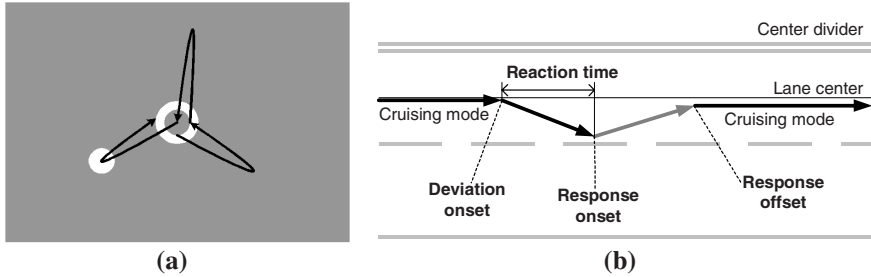 Center divider
Reaction time
Lane center
Cruising mode
Cruising mode
Deviation
onset
Response
onset
Response
offset
(a)
(b)